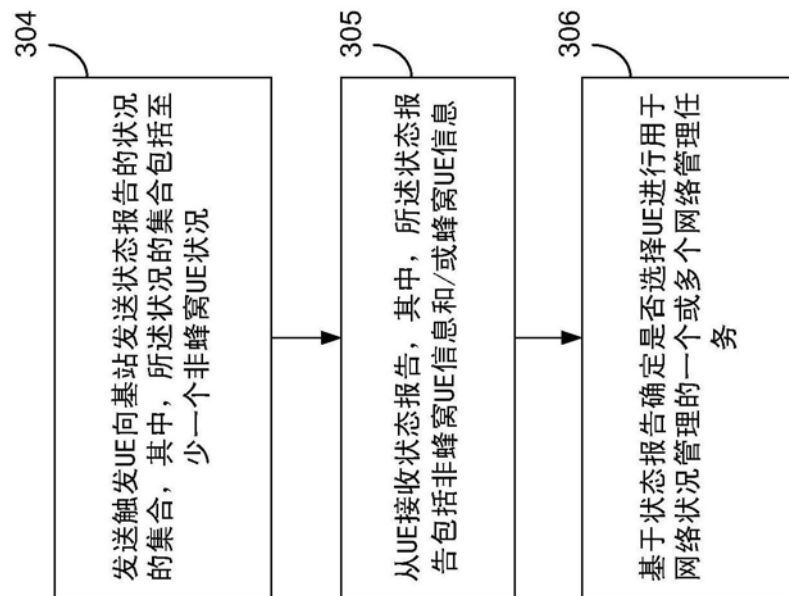 304
发送触发UE向基站发送状态报告的状况
的集合，其中，所述状况的集合包括至
少一个非蜂窝UE状况
305
从UE接收状态报告，其中，所述状态报
告包括非蜂窝UE信息和/或蜂窝UE信息
306
基于状态报告确定是否选择UE进行用于
网络状况管理的一个或多个网络管理任
务